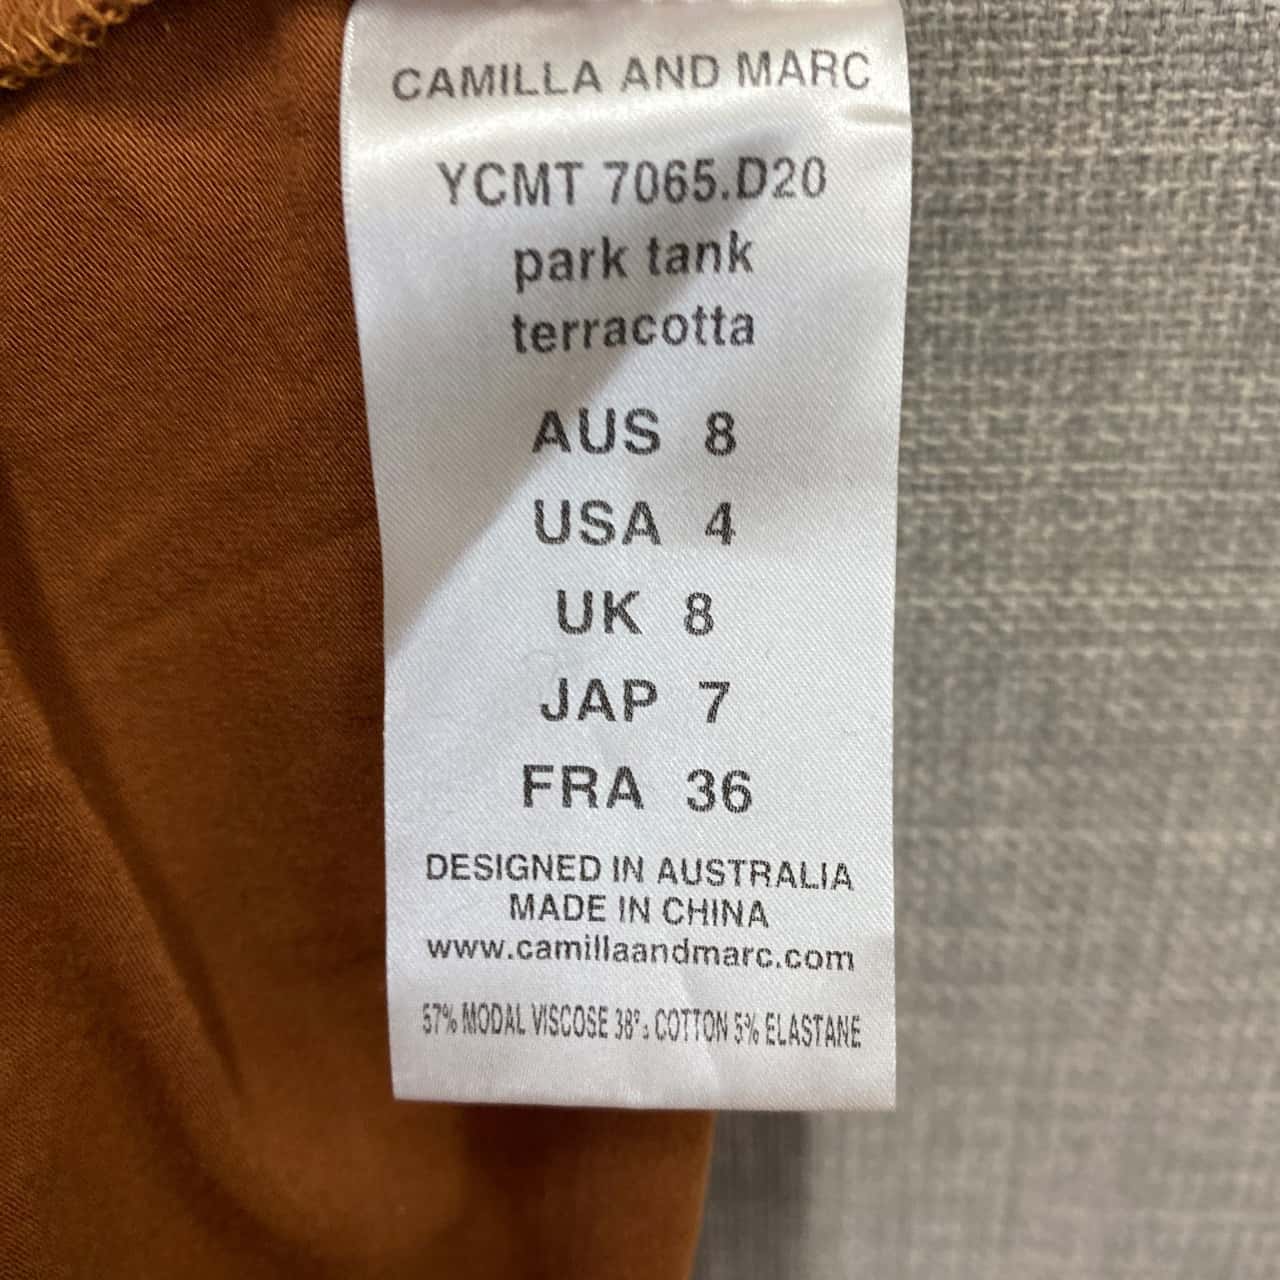 CAMILLA AND MARC
YCMT 7065.D20
park tank
terracotta
AUS 8
USA 4
UK 8
JAP 7
FRA 36
DESIGNED IN AUSTRALIA
MADE IN CHINA
www.camillaandmarc.com
57% MODAL VISCOSE 38% COTTON 5% ELASTANE